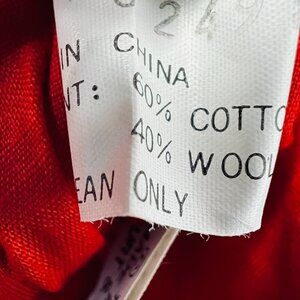 IN CHINA
NT: 60% COTTO
40% WOOL
EAN ONLY